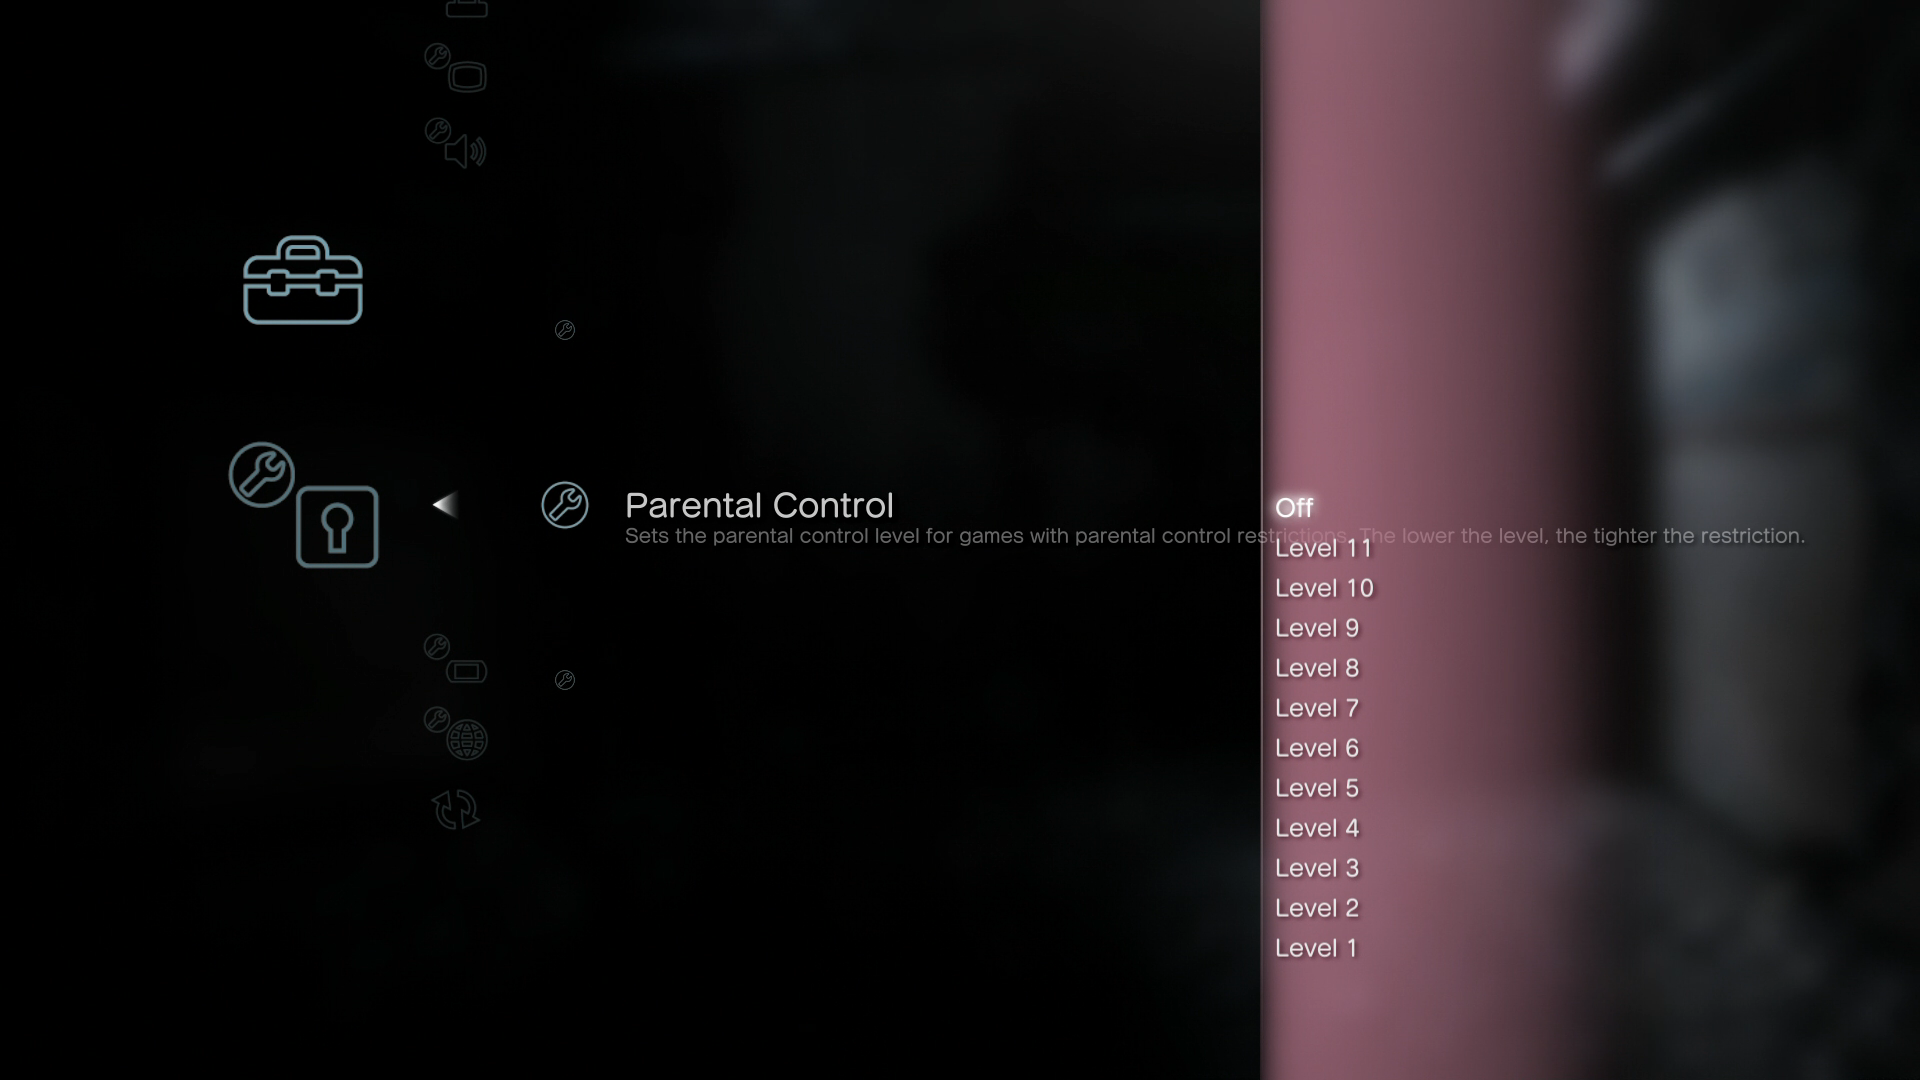 Parental Control
Sets the parental control level for games with parental control restrictions. The lower the level, the tighter the restriction.
Off
Level 11
Level 10
Level 9
Level 8
Level 7
Level 6
Level 5
Level 4
Level 3
Level 2
Level 1